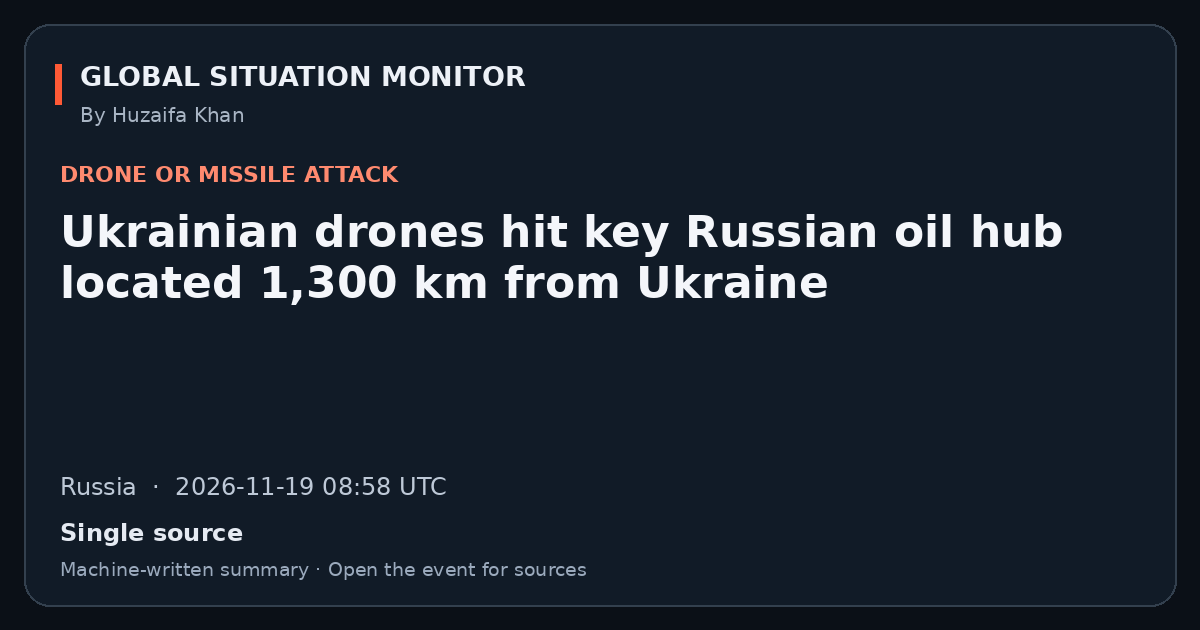 GLOBAL SITUATION MONITOR
By Huzaifa Khan
DRONE OR MISSILE ATTACK
Ukrainian drones hit key Russian oil hub
located 1,300 km from Ukraine
Russia · 2026-11-19 08:58 UTC
Single source
Machine-written summary · Open the event for sources